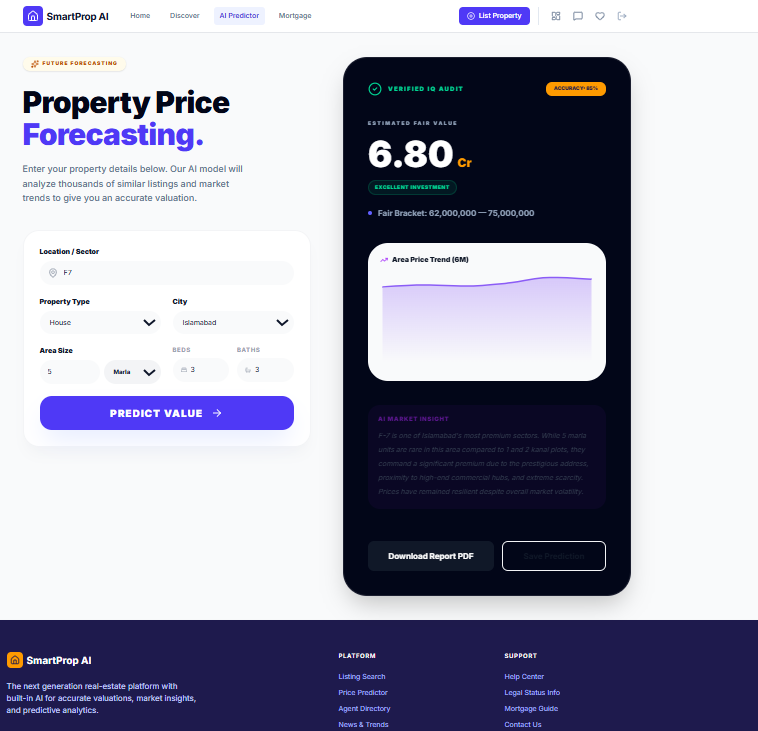 SmartProp AI
Home
Discover
AI Predictor
Mortgage
List Property
FUTURE FORECASTING
Property Price
Forecasting.
Enter your property details below. Our AI model will
analyze thousands of similar listings and market
trends to give you an accurate valuation.
Location / Sector
F7
Property Type
City
House
Islamabad
Area Size
BEDS
BATHS
5
Marla
3
3
PREDICT VALUE
VERIFIED IQ AUDIT
ACCURACY: 85%
ESTIMATED FAIR VALUE
6.80 Cr
EXCELLENT INVESTMENT
Fair Bracket: 62,000,000 — 75,000,000
Area Price Trend (6M)
AI MARKET INSIGHT
F-7 is one of Islamabad's most premium sectors. While 5 marla
units are rare in this area compared to 1 and 2 kanal plots, they
command a significant premium due to the prestigious address,
proximity to high-end commercial hubs, and extreme scarcity.
Prices have remained resilient despite overall market volatility.
Download Report PDF
Save Prediction
SmartProp AI
The next generation real-estate platform with
built-in AI for accurate valuations, market insights,
and predictive analytics.
PLATFORM
Listing Search
Price Predictor
Agent Directory
News & Trends
SUPPORT
Help Center
Legal Status Info
Mortgage Guide
Contact Us